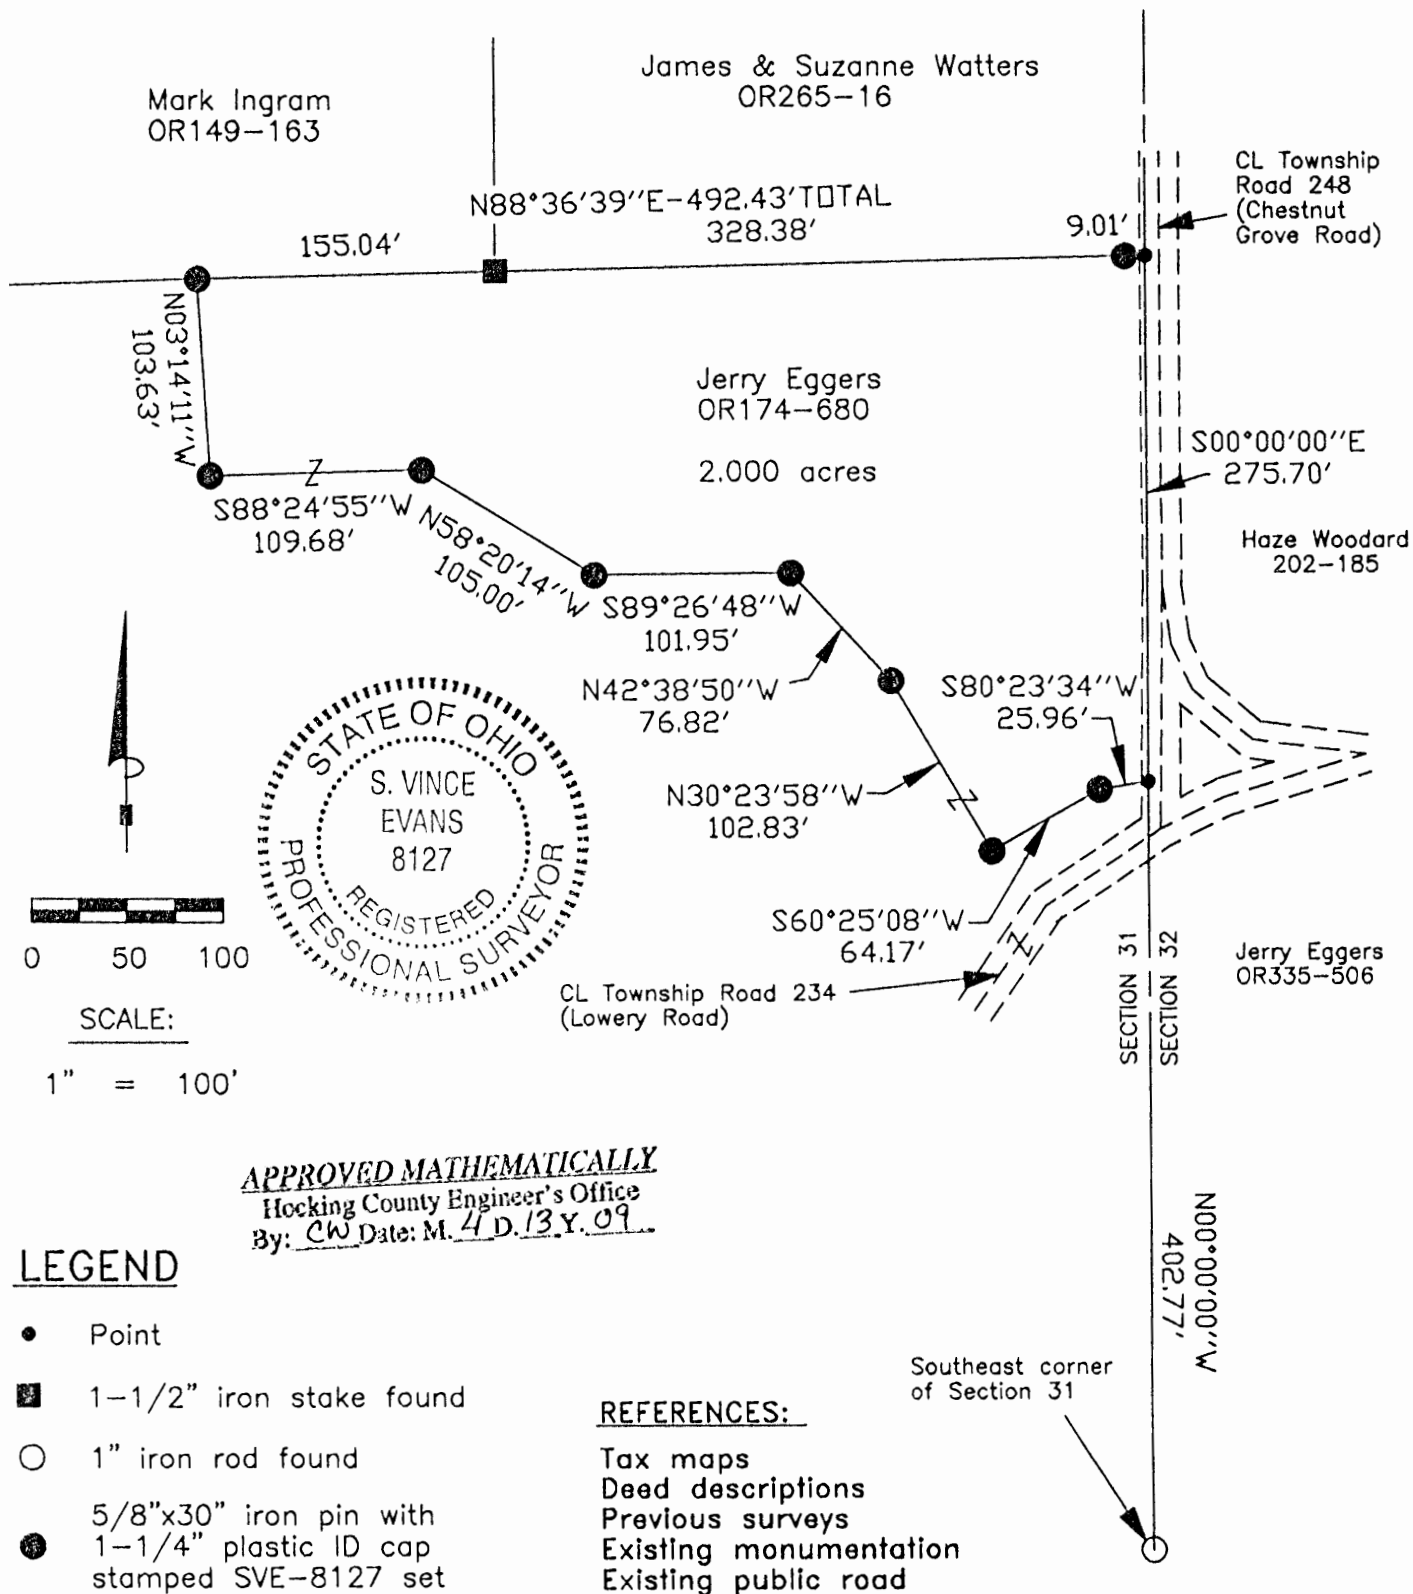 James & Suzanne Watters
OR265-16
Mark Ingram
OR149-163
CL Township
Road 248
(Chestnut
Grove Road)
N88°36'39"E-492.43'TOTAL
155.04'
328.38'
9.01'
N03°14'11"W
103.63'
Jerry Eggers
OR174-680
2.000 acres
S00°00'00"E
275.70'
Haze Woodard
202-185
S88°24'55"W
109.68'
N58°20'14"W
105.00'
S89°26'48"W
101.95'
N42°38'50"W
76.82'
S80°23'34"W
25.96'
N30°23'58"W
102.83'
S60°25'08"W
64.17'
STATE OF OHIO
S. VINCE
EVANS
8127
REGISTERED
PROFESSIONAL SURVEYOR
0 50 100
SCALE:
1" = 100'
CL Township Road 234
(Lowery Road)
SECTION 31
SECTION 32
Jerry Eggers
OR335-506
APPROVED MATHEMATICALLY
Hocking County Engineer's Office
By: CW Date: M. 4 D. 13 Y. 09
N00°00'00"W
402.77'
LEGEND
Point
1-1/2" iron stake found
1" iron rod found
5/8"x30" iron pin with
1-1/4" plastic ID cap
stamped SVE-8127 set
Southeast corner
of Section 31
REFERENCES:
Tax maps
Deed descriptions
Previous surveys
Existing monumentation
Existing public road